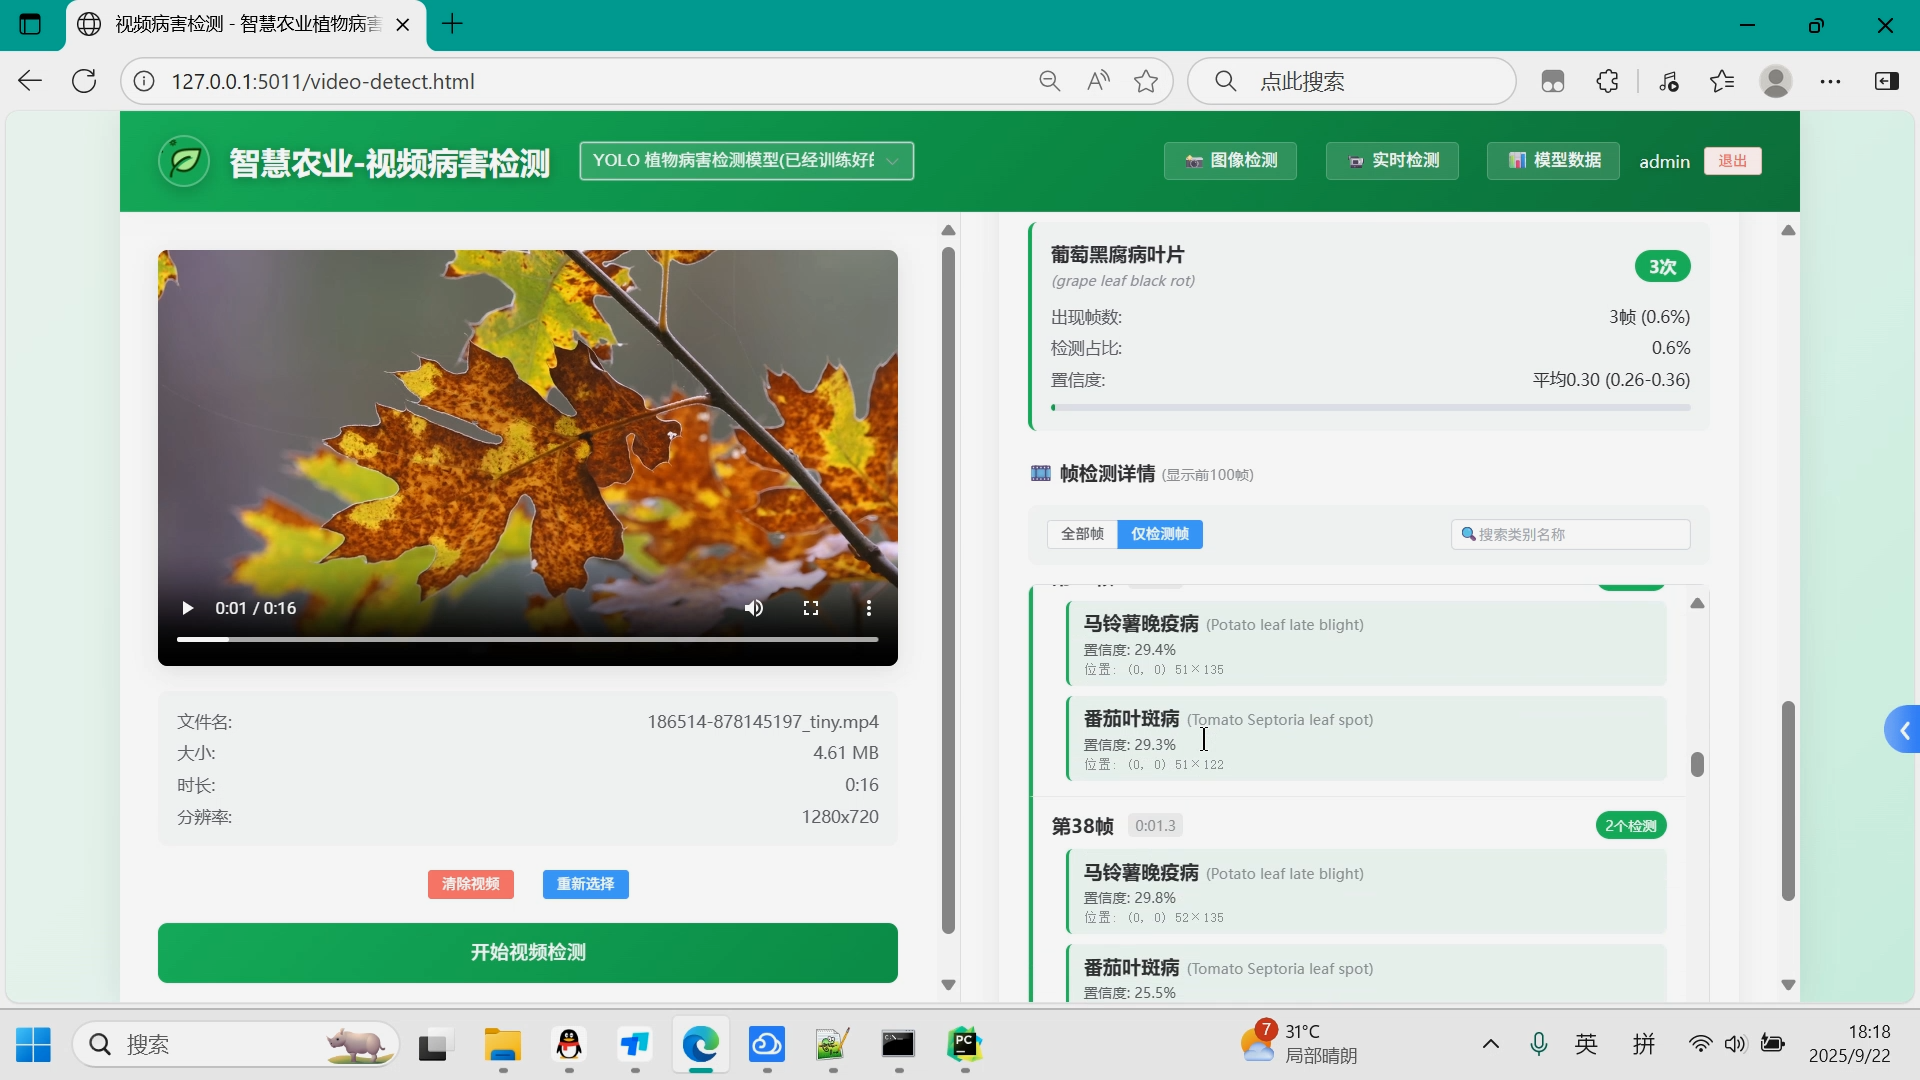 视频病害检测 - 智慧农业植物病害
127.0.0.1:5011/video-detect.html
点此搜索
智慧农业-视频病害检测
YOLO 植物病害检测模型(已经训练好的
图像检测
实时检测
模型数据
admin
退出
0:01 / 0:16
文件名:
186514-878145197_tiny.mp4
大小:
4.61 MB
时长:
0:16
分辨率:
1280x720
清除视频
重新选择
开始视频检测
葡萄黑腐病叶片
(grape leaf black rot)
3次
出现帧数:
3帧 (0.6%)
检测占比:
0.6%
置信度:
平均0.30 (0.26-0.36)
帧检测详情 (显示前100帧)
全部帧
仅检测帧
搜索类别名称
马铃薯晚疫病 (Potato leaf late blight)
置信度: 29.4%
位置: (0, 0) 51×135
番茄叶斑病 (Tomato Septoria leaf spot)
置信度: 29.3%
位置: (0, 0) 51×122
第38帧
0:01.3
2个检测
马铃薯晚疫病 (Potato leaf late blight)
置信度: 29.8%
位置: (0, 0) 52×135
番茄叶斑病 (Tomato Septoria leaf spot)
置信度: 25.5%
搜索
7
31°C
局部晴朗
英
拼
18:18
2025/9/22